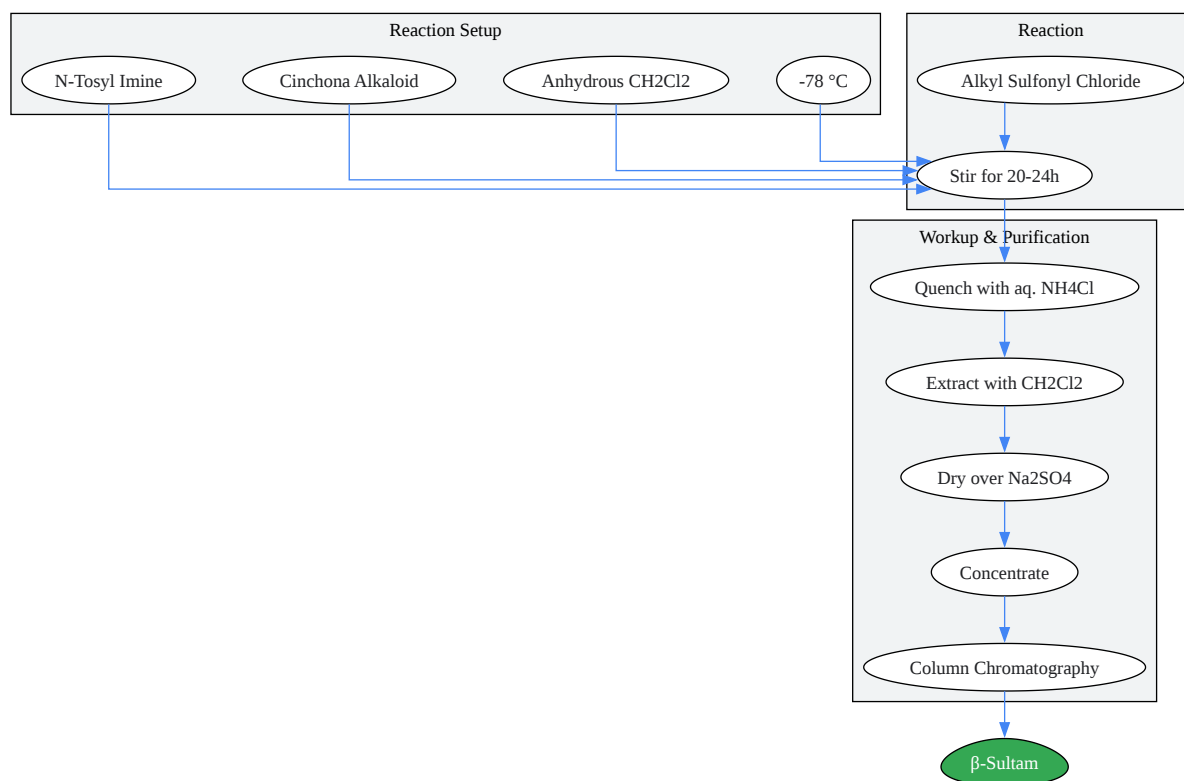 Reaction Setup
N-Tosyl Imine
Cinchona Alkaloid
Anhydrous CH2Cl2
-78 °C
Reaction
Alkyl Sulfonyl Chloride
Stir for 20-24h
Workup & Purification
Quench with aq. NH4Cl
Extract with CH2Cl2
Dry over Na2SO4
Concentrate
Column Chromatography
β-Sultam